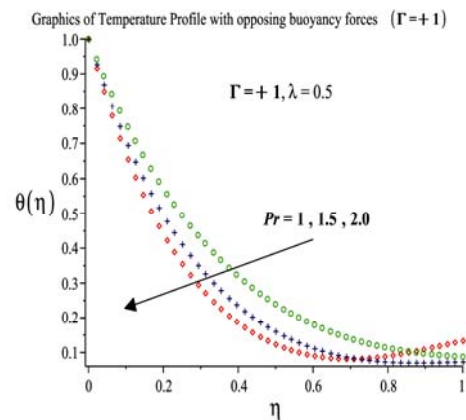 Graphics of Temperature Profile with opposing buoyancy forces (Γ = + 1)
1.0
0.9
Γ = + 1, λ = 0.5
0.8
0.7
0.6
θ(η)
0.5
Pr = 1 , 1.5 , 2.0
0.4
0.3
0.2
0.1
0 0.2 0.4 0.6 0.8 1
η